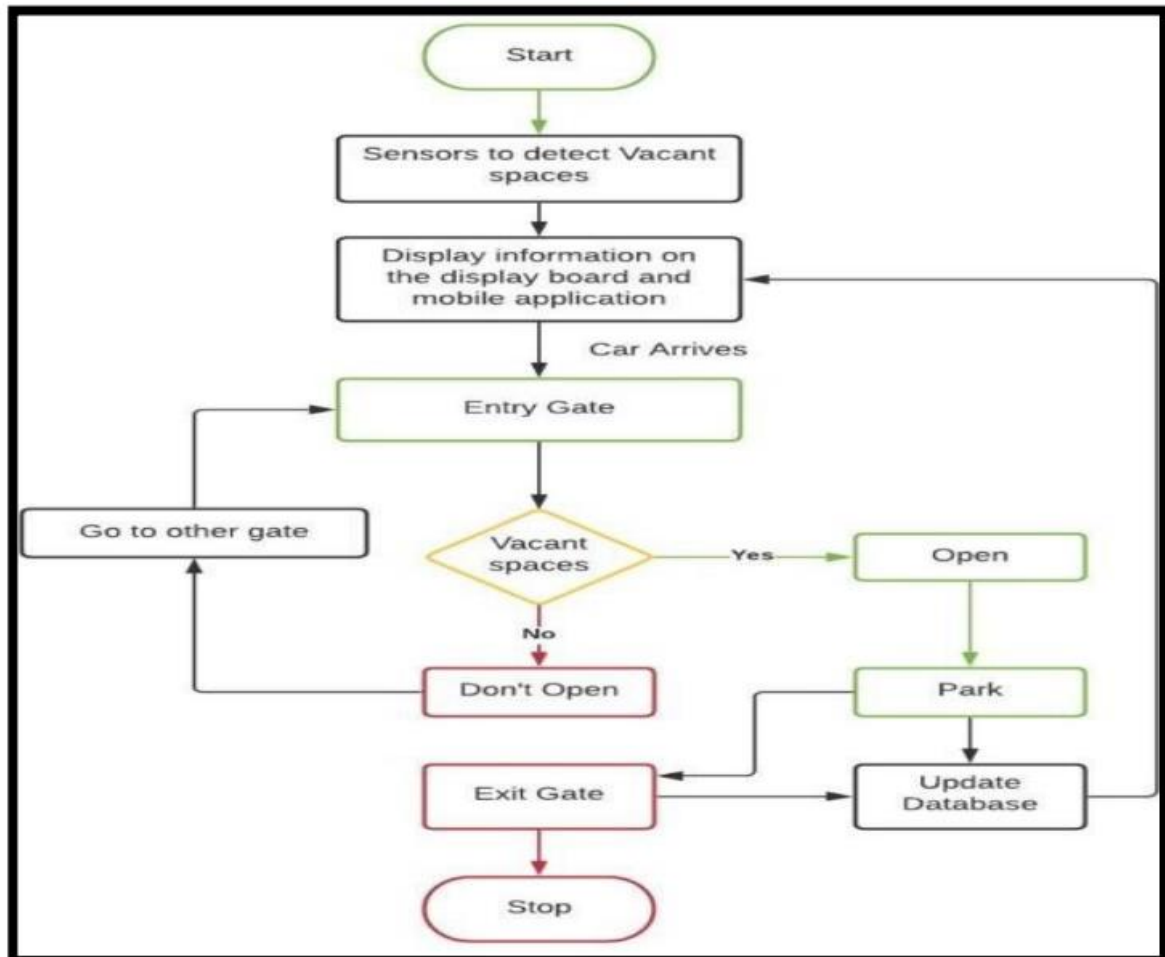 Start
Sensors to detect Vacant
spaces
Display information on
the display board and
mobile application
Car Arrives
Entry Gate
Go to other gate
Vacant
spaces
Yes
Open
No
Don't Open
Park
Exit Gate
Update
Database
Stop